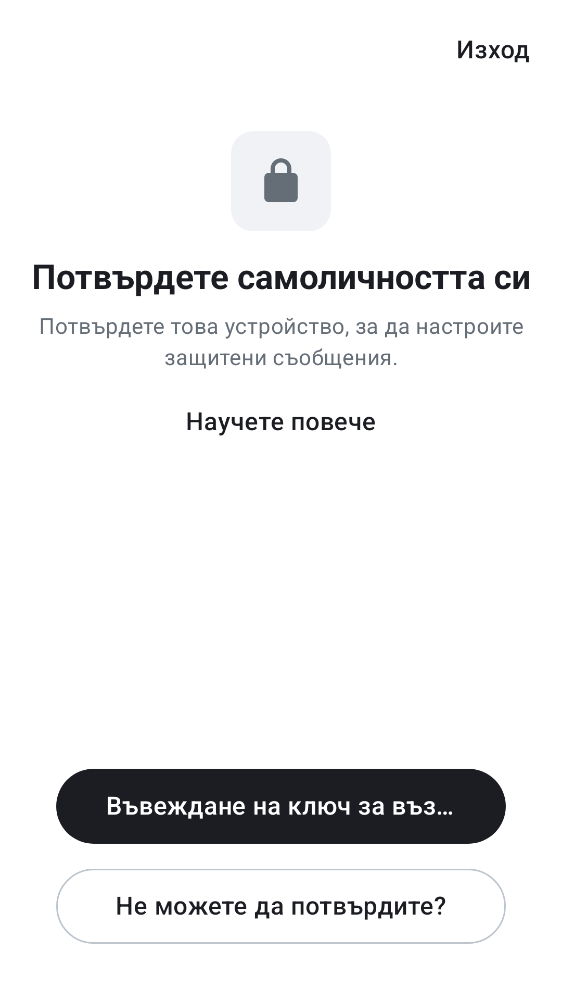 Изход
Потвърдете самоличността си
Потвърдете това устройство, за да настроите
защитени съобщения.
Научете повече
Въвеждане на ключ за въз…
Не можете да потвърдите?